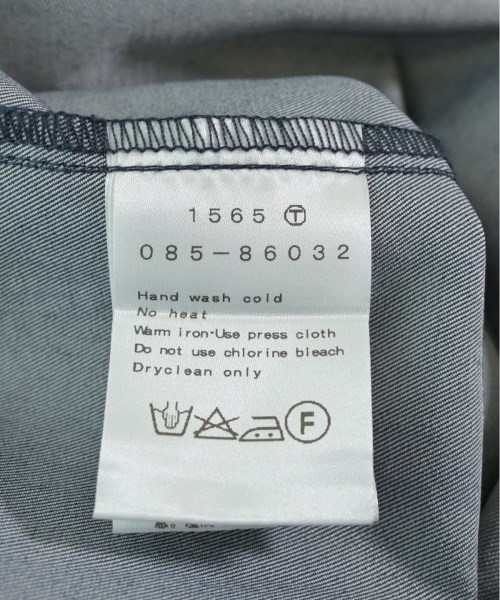 1565 Ⓣ
085-86032
Hand wash cold
No heat
Warm iron·Use press cloth
Do not use chlorine bleach
Dryclean only
F